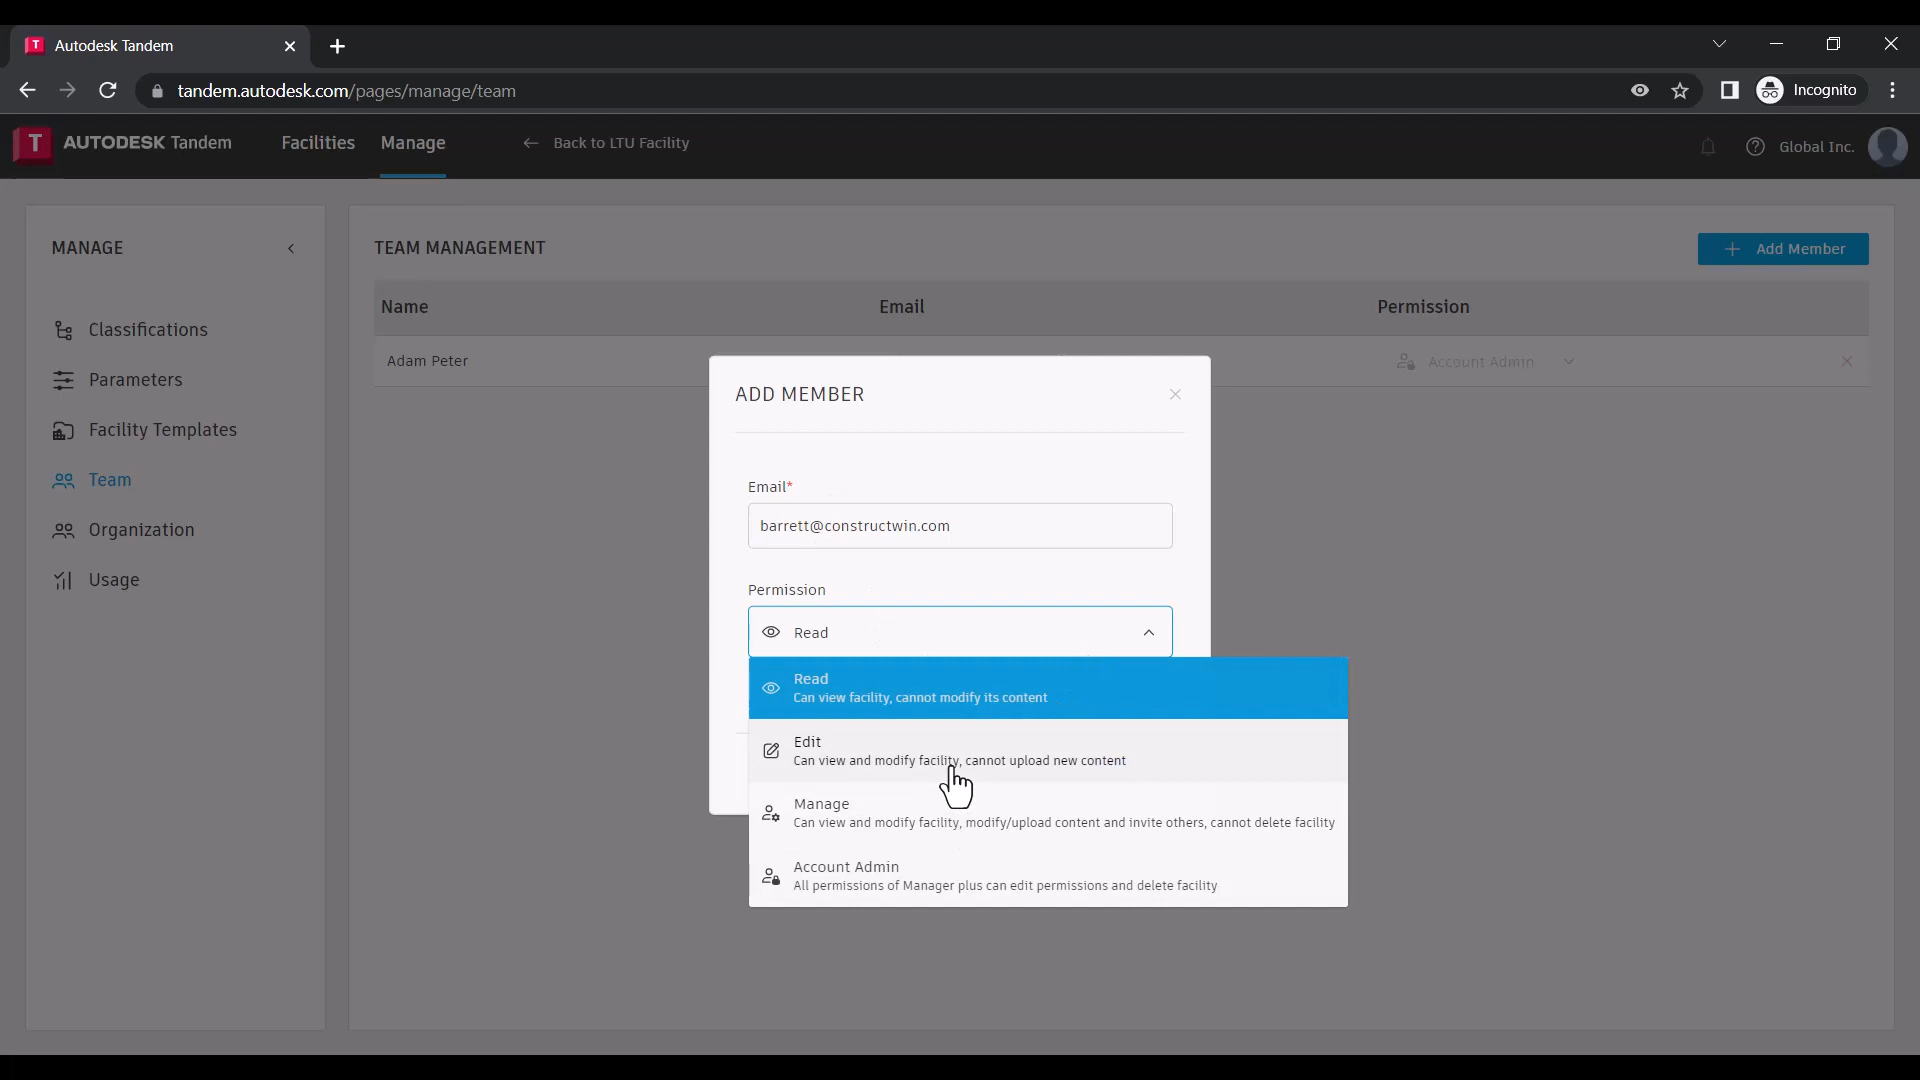 Autodesk Tandem
tandem.autodesk.com/pages/manage/team
Incognito
T AUTODESK Tandem
Facilities
Manage
Back to LTU Facility
Global Inc.
MANAGE
Classifications
Parameters
Facility Templates
Team
Organization
Usage
TEAM MANAGEMENT
Add Member
Name Email Permission
Adam Peter Account Admin
ADD MEMBER
Email*
barrett@constructwin.com
Permission
Read
Read
Can view facility, cannot modify its content
Edit
Can view and modify facility, cannot upload new content
Manage
Can view and modify facility, modify/upload content and invite others, cannot delete facility
Account Admin
All permissions of Manager plus can edit permissions and delete facility